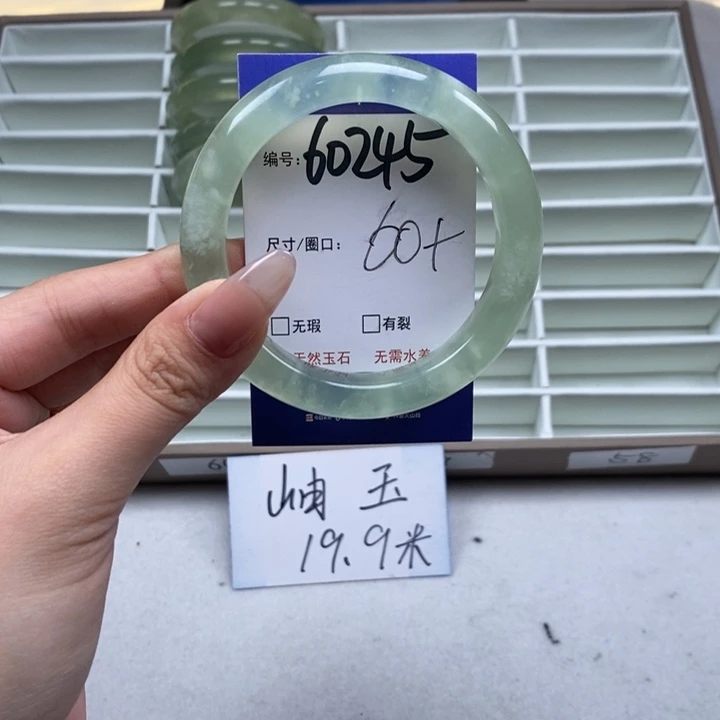 编号: 60245
尺寸/圈口: 60+
□无瑕 □有裂
天然玉石 无需水养
岫玉
19.9米
58